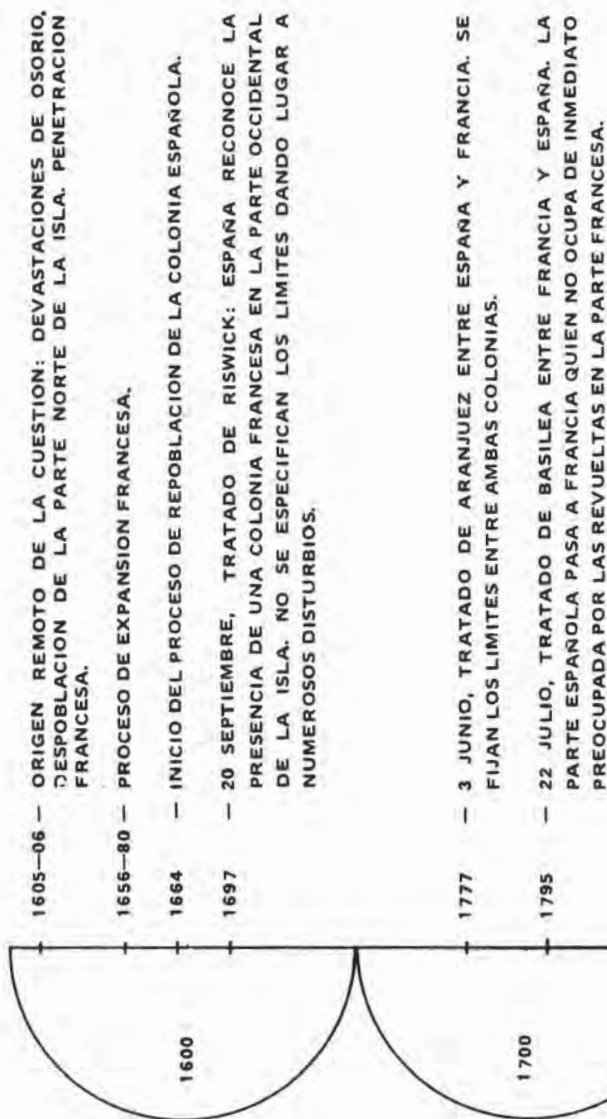 1600
1605—06 — ORIGEN REMOTO DE LA CUESTION: DEVASTACIONES DE OSORIO,
DESPOBLACION DE LA PARTE NORTE DE LA ISLA. PENETRACION
FRANCESA.
1656—80 — PROCESO DE EXPANSION FRANCESA.
1664 — INICIO DEL PROCESO DE REPOBLACION DE LA COLONIA ESPAÑOLA.
1697 — 20 SEPTIEMBRE, TRATADO DE RISWICK: ESPAÑA RECONOCE LA
PRESENCIA DE UNA COLONIA FRANCESA EN LA PARTE OCCIDENTAL
DE LA ISLA. NO SE ESPECIFICAN LOS LIMITES DANDO LUGAR A
NUMEROSOS DISTURBIOS.
1700
1777 — 3 JUNIO, TRATADO DE ARANJUEZ ENTRE ESPAÑA Y FRANCIA. SE
FIJAN LOS LIMITES ENTRE AMBAS COLONIAS.
1795 — 22 JULIO, TRATADO DE BASILEA ENTRE FRANCIA Y ESPAÑA. LA
PARTE ESPAÑOLA PASA A FRANCIA QUIEN NO OCUPA DE INMEDIATO
PREOCUPADA POR LAS REVUELTAS EN LA PARTE FRANCESA.